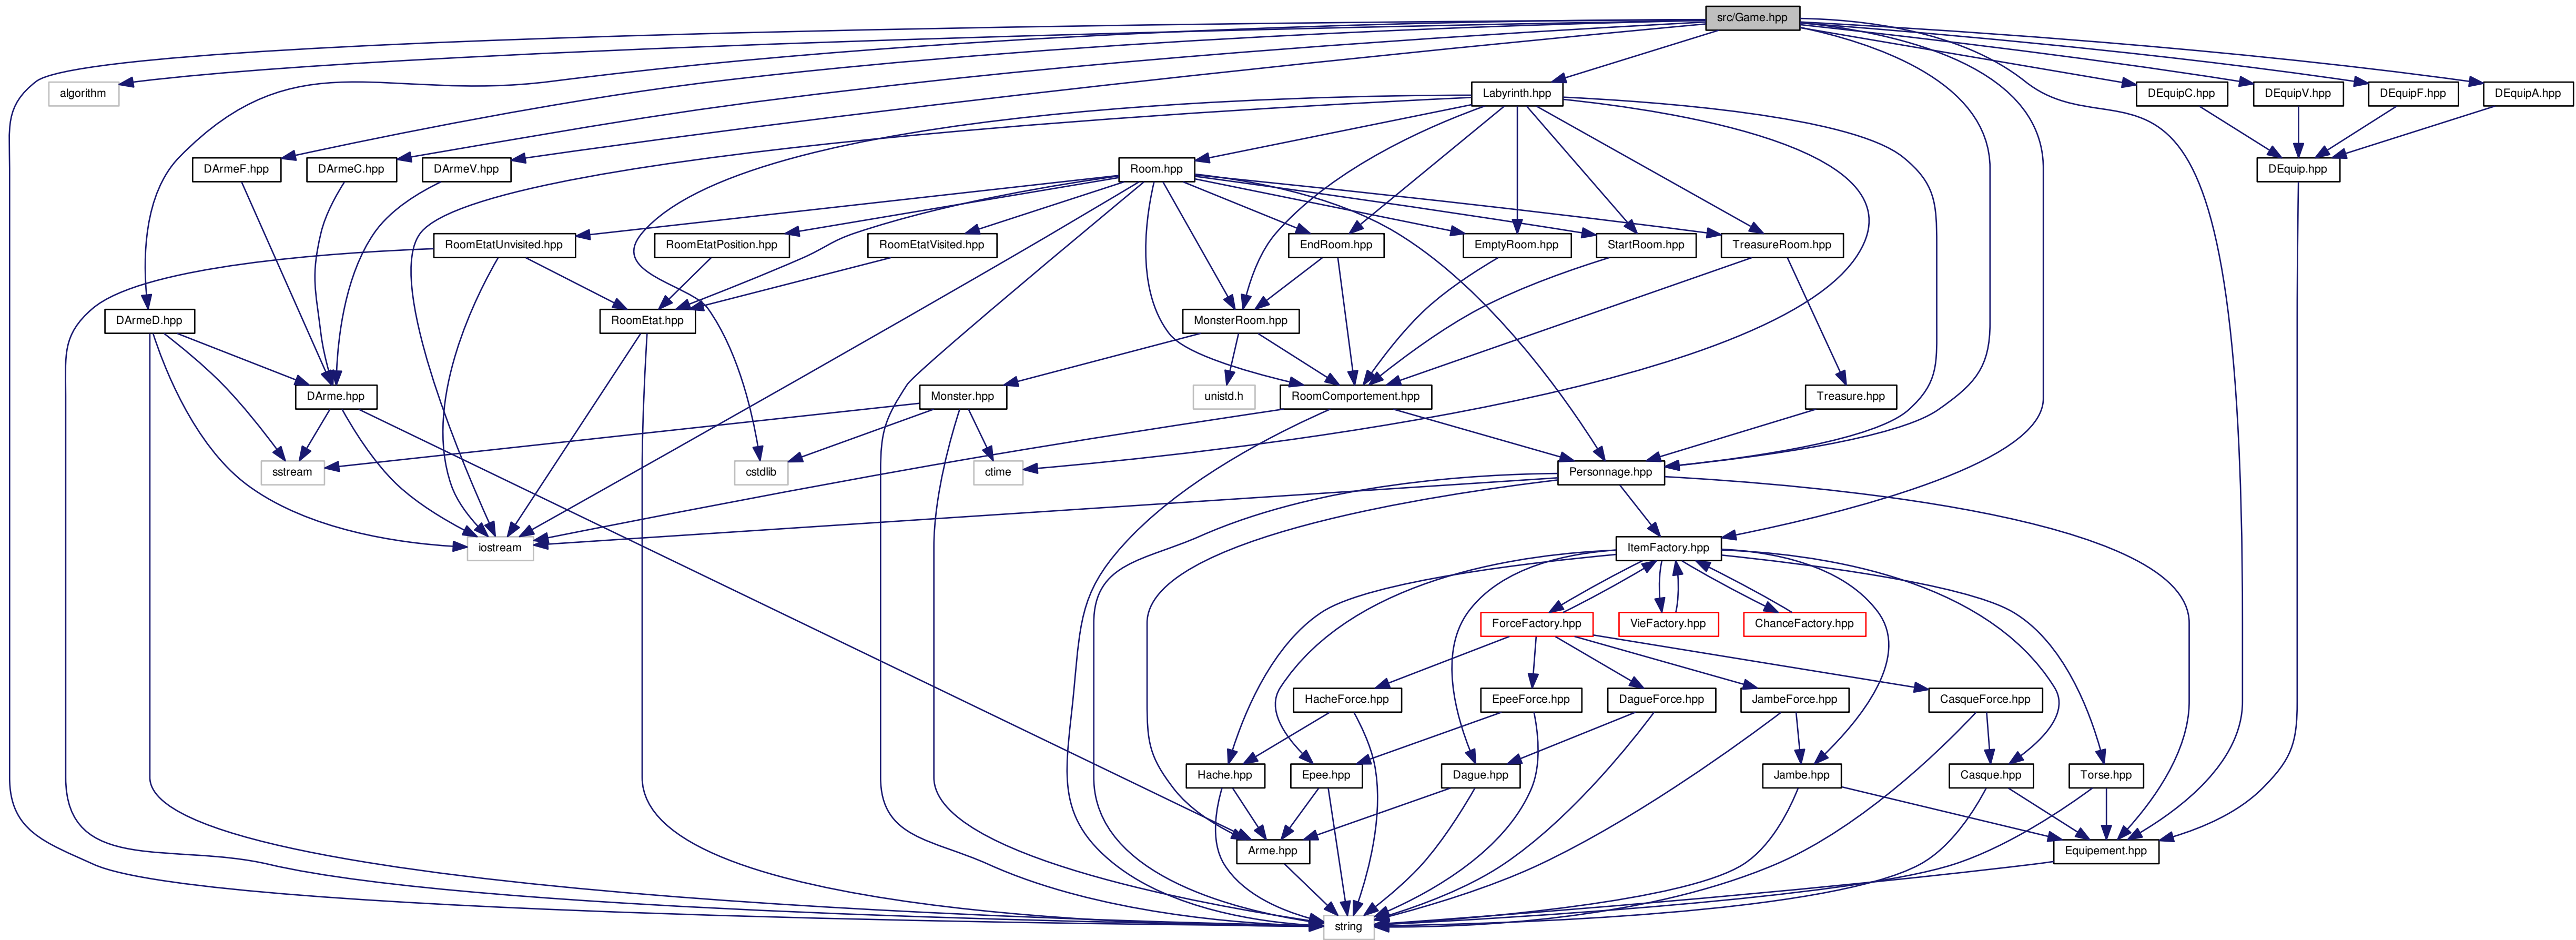 src/Game.hpp
algorithm
Labyrinth.hpp
DEquipC.hpp
DEquipV.hpp
DEquipF.hpp
DEquipA.hpp
DArmeF.hpp
DArmeC.hpp
DArmeV.hpp
Room.hpp
DEquip.hpp
RoomEtatUnvisited.hpp
RoomEtatPosition.hpp
RoomEtatVisited.hpp
EndRoom.hpp
EmptyRoom.hpp
StartRoom.hpp
TreasureRoom.hpp
DArmeD.hpp
RoomEtat.hpp
MonsterRoom.hpp
DArme.hpp
Monster.hpp
unistd.h
RoomComportement.hpp
Treasure.hpp
sstream
cstdlib
ctime
Personnage.hpp
iostream
ItemFactory.hpp
ForceFactory.hpp
VieFactory.hpp
ChanceFactory.hpp
HacheForce.hpp
EpeeForce.hpp
DagueForce.hpp
JambeForce.hpp
CasqueForce.hpp
Hache.hpp
Epee.hpp
Dague.hpp
Jambe.hpp
Casque.hpp
Torse.hpp
Arme.hpp
Equipement.hpp
string